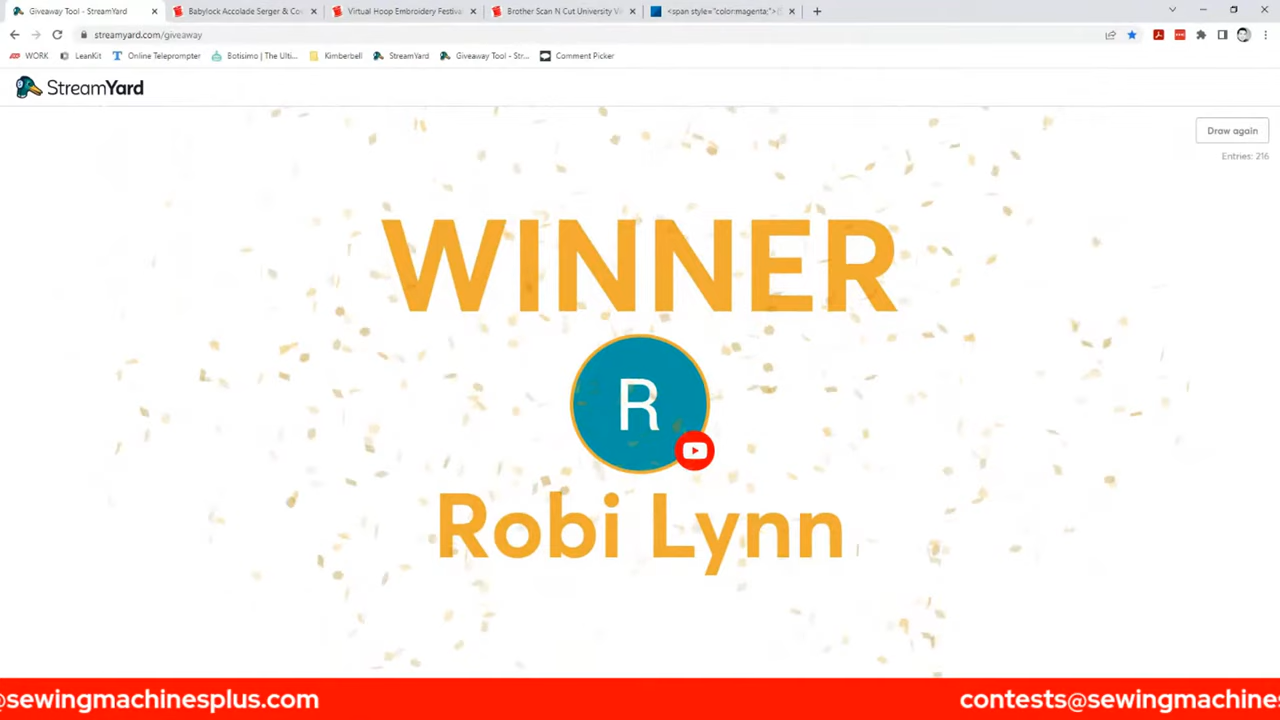 Giveaway Tool - StreamYard
Babylock Accolade Serger & Co
Virtual Hoop Embroidery Festiva
Brother Scan N Cut University V
<span style="color:magenta;">(S
streamyard.com/giveaway
WORK
LeanKit
Online Teleprompter
Botisimo | The Ulti...
Kimberbell
StreamYard
Giveaway Tool - Str...
Comment Picker
StreamYard
Draw again
Entries: 216
WINNER
R
Robi Lynn
@sewingmachinesplus.com
contests@sewingmachines